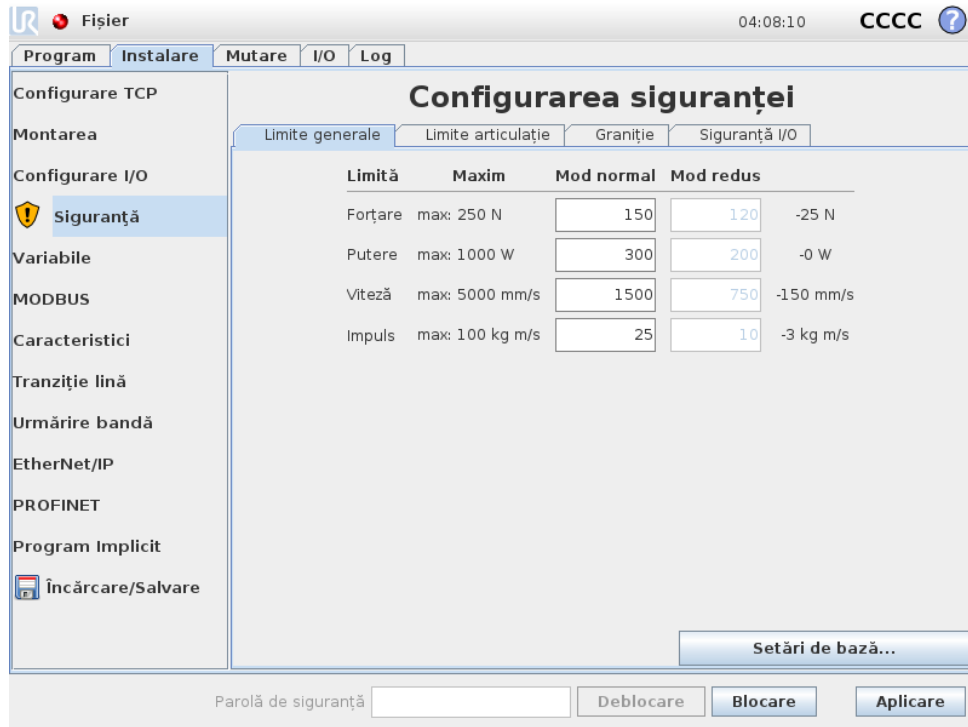 UR Fișier 04:08:10 CCCC ?
Program Instalare Mutare I/O Log
Configurare TCP
Montarea
Configurare I/O
Siguranță
Variabile
MODBUS
Caracteristici
Tranziție lină
Urmărire bandă
EtherNet/IP
PROFINET
Program Implicit
Încărcare/Salvare
Configurarea siguranței
Limite generale Limite articulație Graniție Siguranță I/O
Limită Maxim Mod normal Mod redus
Forțare max: 250 N 150 120 -25 N
Putere max: 1000 W 300 200 -0 W
Viteză max: 5000 mm/s 1500 750 -150 mm/s
Impuls max: 100 kg m/s 25 10 -3 kg m/s
Setări de bază...
Parolă de siguranță Deblocare Blocare Aplicare